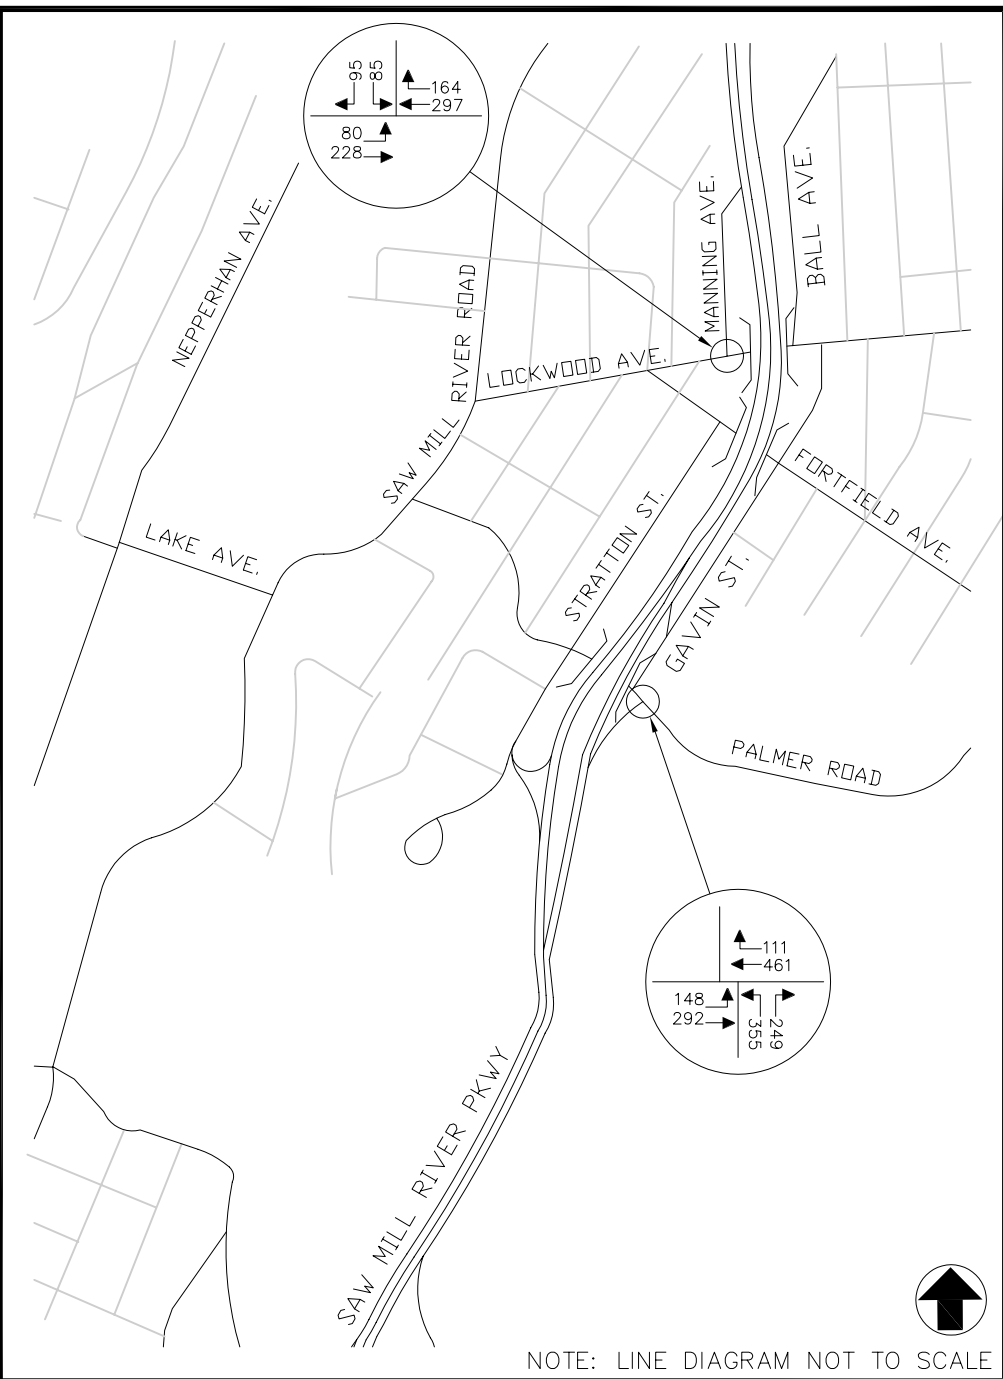 95
85
164
297
80
228
NEPPERHAN AVE.
SAW MILL RIVER ROAD
MANNING AVE.
BALL AVE.
LOCKWOOD AVE.
FORTFIELD AVE.
LAKE AVE.
STRATTON ST.
GAVIN ST.
PALMER ROAD
111
461
148
292
355
249
SAW MILL RIVER PKWY
NOTE: LINE DIAGRAM NOT TO SCALE